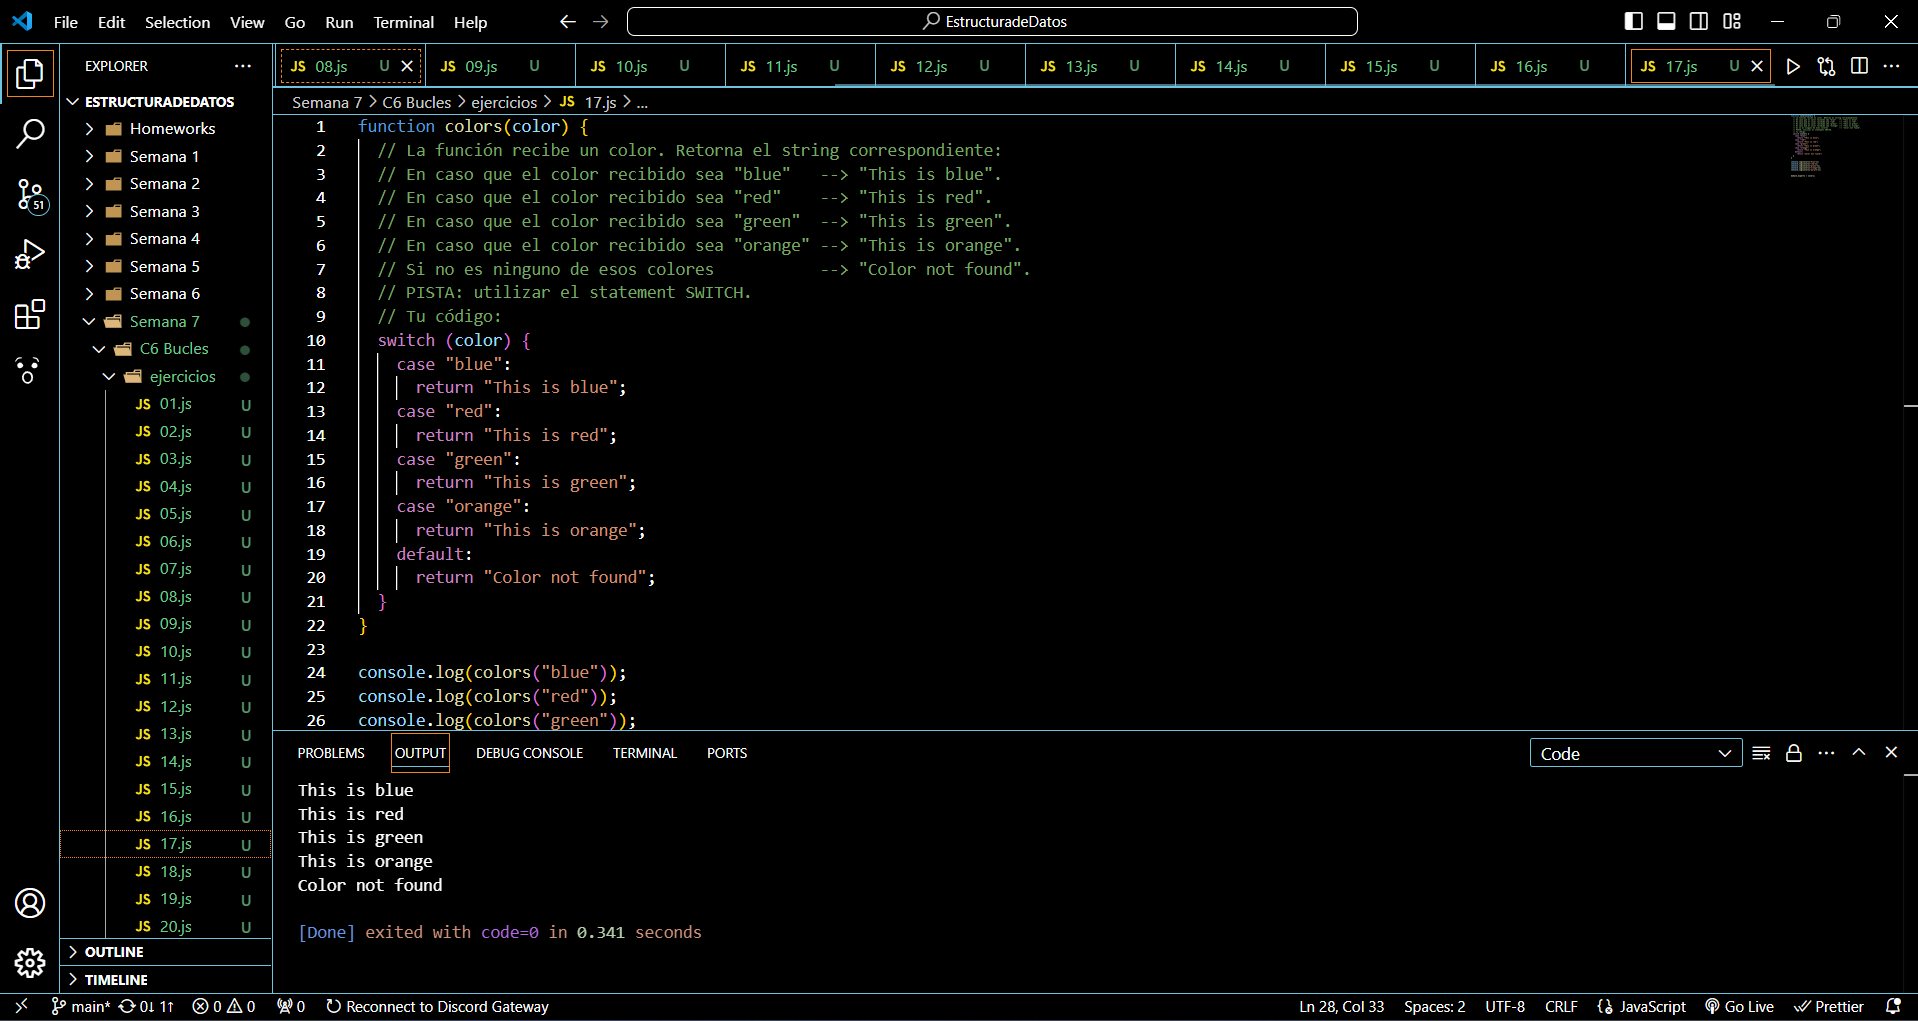 File Edit Selection View Go Run Terminal Help
EstructuradeDatos
EXPLORER
ESTRUCTURADEDATOS
Homeworks
Semana 1
Semana 2
Semana 3
Semana 4
Semana 5
Semana 6
Semana 7
C6 Bucles
ejercicios
JS 01.js U
JS 02.js U
JS 03.js U
JS 04.js U
JS 05.js U
JS 06.js U
JS 07.js U
JS 08.js U
JS 09.js U
JS 10.js U
JS 11.js U
JS 12.js U
JS 13.js U
JS 14.js U
JS 15.js U
JS 16.js U
JS 17.js U
JS 18.js U
JS 19.js U
JS 20.js U
OUTLINE
TIMELINE
51
JS 08.js U JS 09.js U JS 10.js U JS 11.js U JS 12.js U JS 13.js U JS 14.js U JS 15.js U JS 16.js U JS 17.js U
Semana 7 > C6 Bucles > ejercicios > JS 17.js > ...
1 function colors(color) {
2 // La función recibe un color. Retorna el string correspondiente:
3 // En caso que el color recibido sea "blue" --> "This is blue".
4 // En caso que el color recibido sea "red" --> "This is red".
5 // En caso que el color recibido sea "green" --> "This is green".
6 // En caso que el color recibido sea "orange" --> "This is orange".
7 // Si no es ninguno de esos colores --> "Color not found".
8 // PISTA: utilizar el statement SWITCH.
9 // Tu código:
10 switch (color) {
11 case "blue":
12 return "This is blue";
13 case "red":
14 return "This is red";
15 case "green":
16 return "This is green";
17 case "orange":
18 return "This is orange";
19 default:
20 return "Color not found";
21 }
22 }
23
24 console.log(colors("blue"));
25 console.log(colors("red"));
26 console.log(colors("green"));
PROBLEMS OUTPUT DEBUG CONSOLE TERMINAL PORTS
Code
This is blue
This is red
This is green
This is orange
Color not found
[Done] exited with code=0 in 0.341 seconds
main* 0↓ 1↑ 0 0 0 Reconnect to Discord Gateway
Ln 28, Col 33 Spaces: 2 UTF-8 CRLF {} JavaScript Go Live Prettier